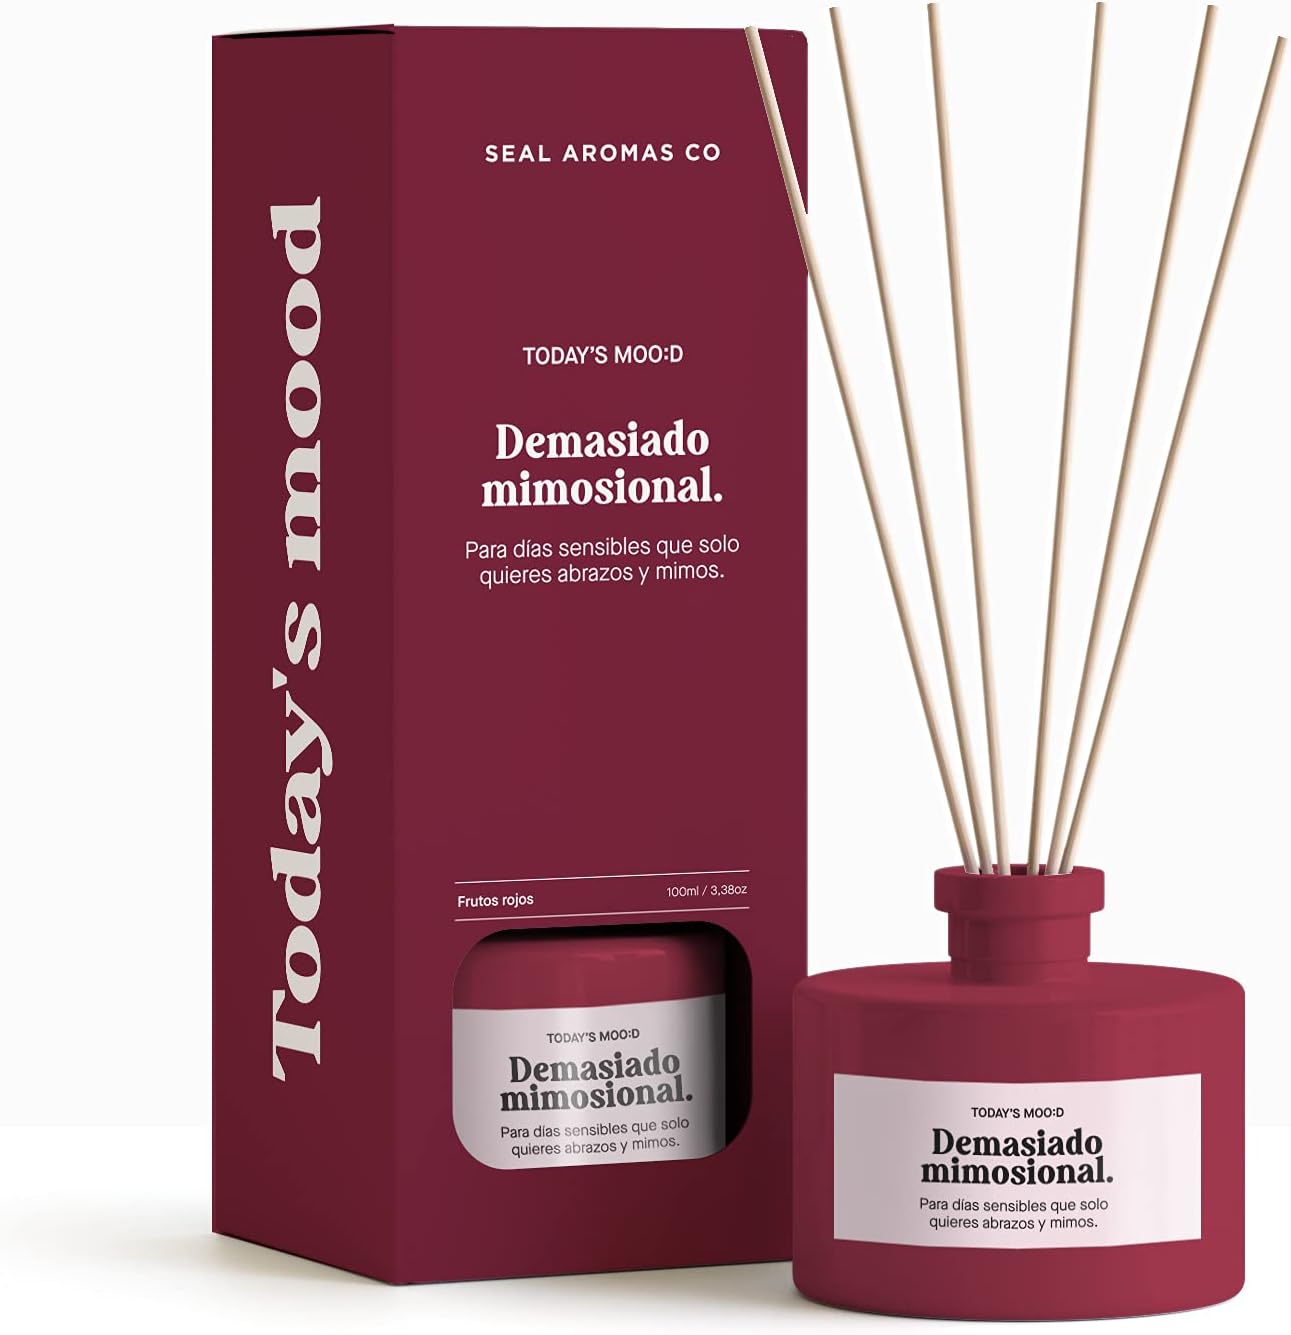 Today's mood
SEAL AROMAS CO
TODAY'S MOO:D
Demasiado
mimosional.
Para días sensibles que solo
quieres abrazos y mimos.
Frutos rojos
100ml / 3,38oz
TODAY'S MOO:D
Demasiado
mimosional.
Para días sensibles que solo
quieres abrazos y mimos.
TODAY'S MOO:D
Demasiado
mimosional.
Para días sensibles que solo
quieres abrazos y mimos.